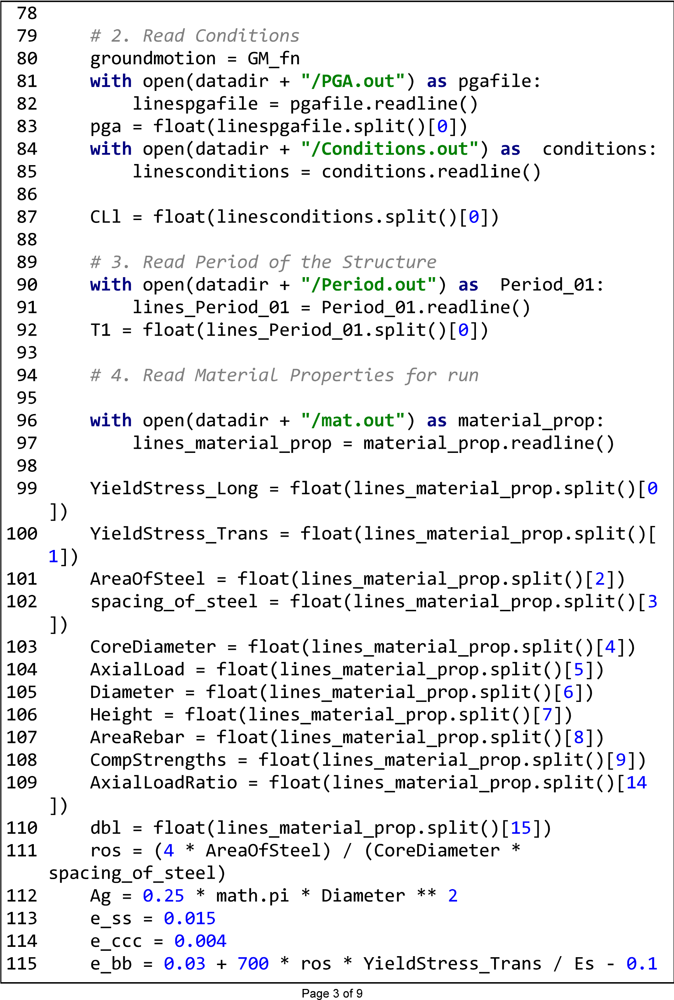 78
79     # 2. Read Conditions
80     groundmotion = GM_fn
81     with open(datadir + "/PGA.out") as pgafile:
82         linespgafile = pgafile.readline()
83     pga = float(linespgafile.split()[0])
84     with open(datadir + "/Conditions.out") as  conditions:
85         linesconditions = conditions.readline()
86
87     CLl = float(linesconditions.split()[0])
88
89     # 3. Read Period of the Structure
90     with open(datadir + "/Period.out") as  Period_01:
91         lines_Period_01 = Period_01.readline()
92     T1 = float(lines_Period_01.split()[0])
93
94     # 4. Read Material Properties for run
95
96     with open(datadir + "/mat.out") as material_prop:
97         lines_material_prop = material_prop.readline()
98
99     YieldStress_Long = float(lines_material_prop.split()[0
])
100     YieldStress_Trans = float(lines_material_prop.split()[
1])
101     AreaOfSteel = float(lines_material_prop.split()[2])
102     spacing_of_steel = float(lines_material_prop.split()[3
])
103     CoreDiameter = float(lines_material_prop.split()[4])
104     AxialLoad = float(lines_material_prop.split()[5])
105     Diameter = float(lines_material_prop.split()[6])
106     Height = float(lines_material_prop.split()[7])
107     AreaRebar = float(lines_material_prop.split()[8])
108     CompStrengths = float(lines_material_prop.split()[9])
109     AxialLoadRatio = float(lines_material_prop.split()[14
])
110     dbl = float(lines_material_prop.split()[15])
111     ros = (4 * AreaOfSteel) / (CoreDiameter *
spacing_of_steel)
112     Ag = 0.25 * math.pi * Diameter ** 2
113     e_ss = 0.015
114     e_ccc = 0.004
115     e_bb = 0.03 + 700 * ros * YieldStress_Trans / Es - 0.1
Page 3 of 9